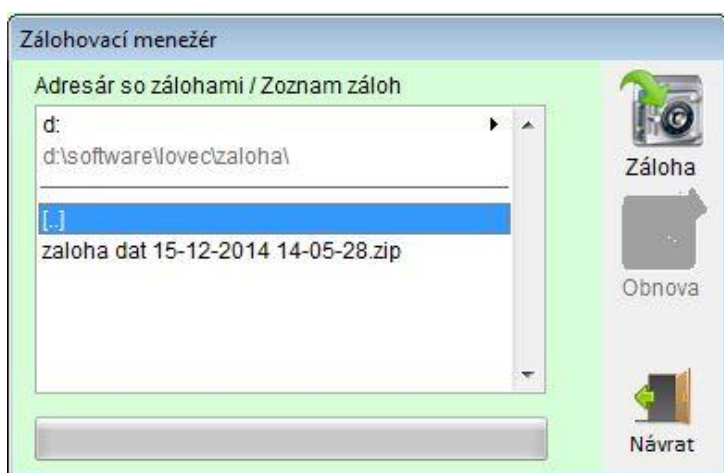 Zálohovací menežér
Adresár so zálohami / Zoznam záloh
d:
d:\software\lovec\zaloha\
[..]
zaloha dat 15-12-2014 14-05-28.zip
Záloha
Obnova
Návrat